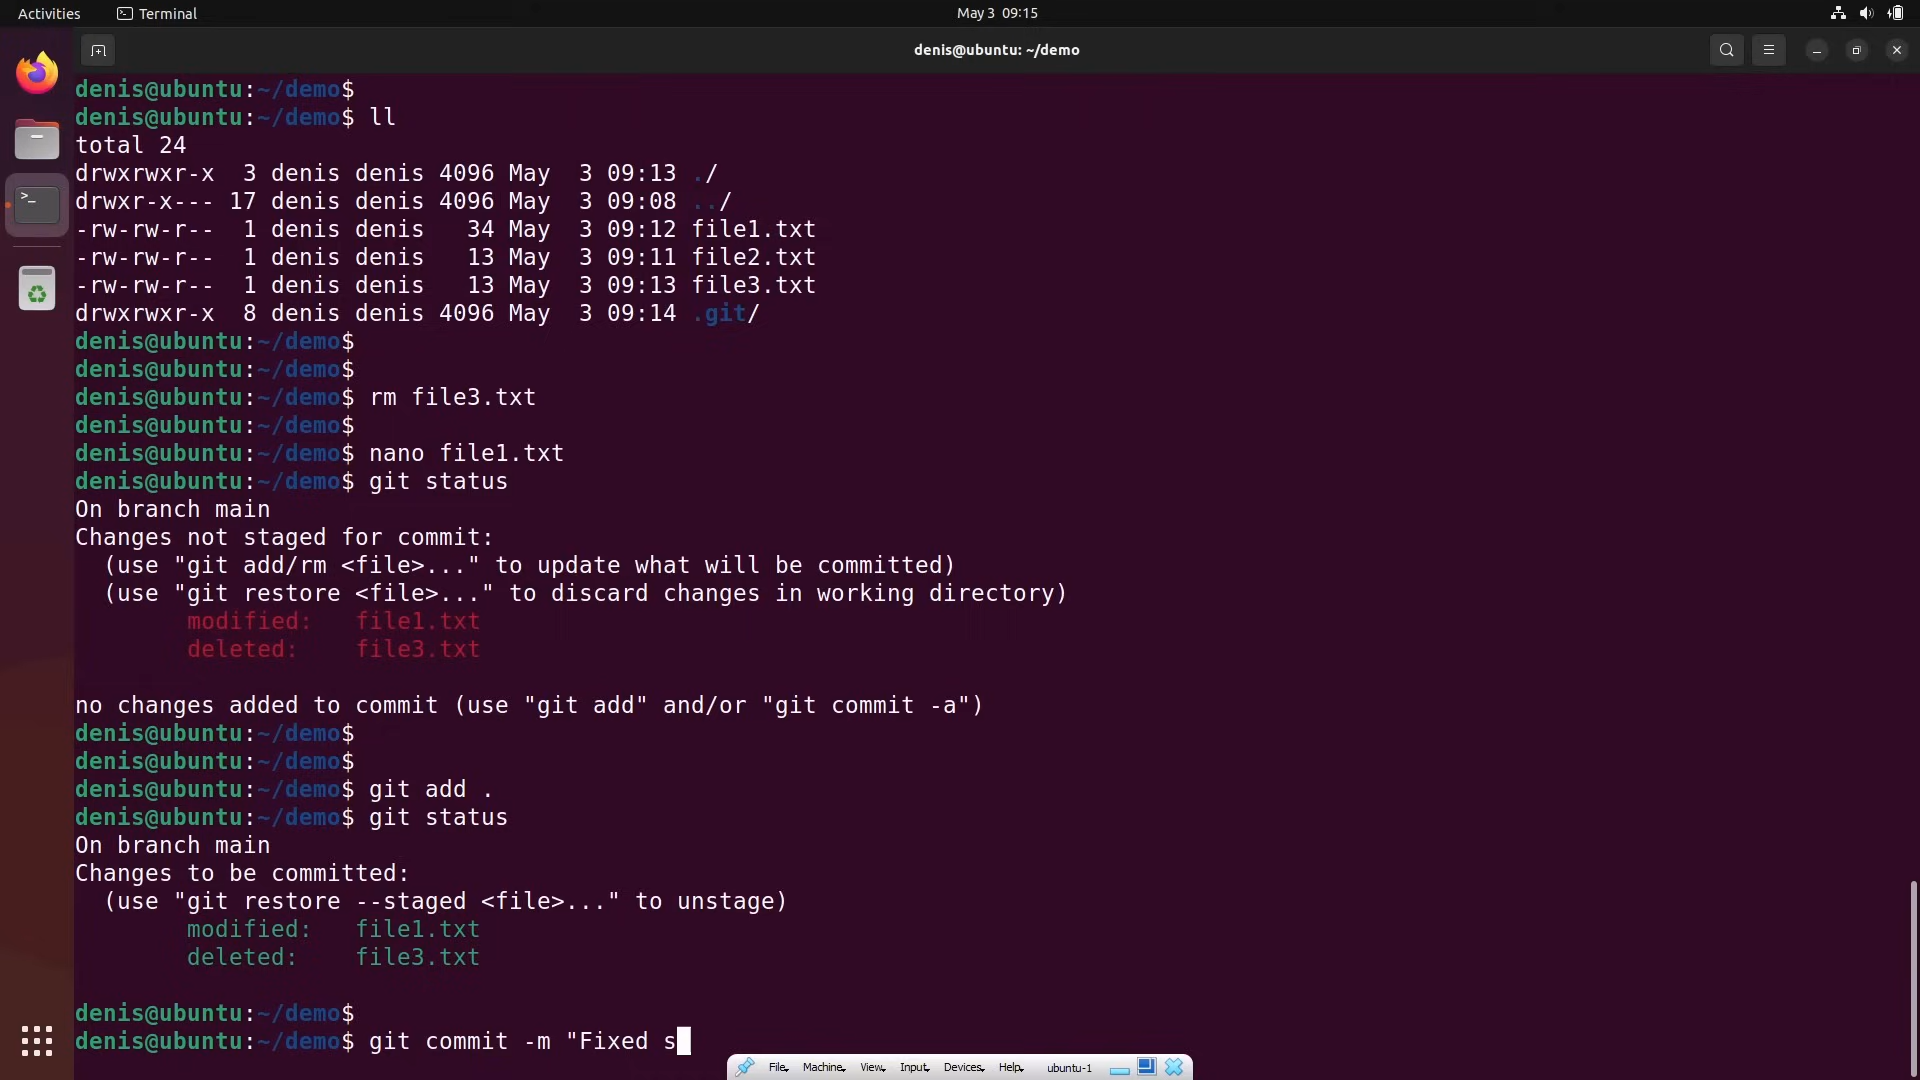 Activities Terminal May 3 09:15
denis@ubuntu: ~/demo
denis@ubuntu:~/demo$
denis@ubuntu:~/demo$ ll
total 24
drwxrwxr-x  3 denis denis 4096 May  3 09:13 ./
drwxr-x--- 17 denis denis 4096 May  3 09:08 ../
-rw-rw-r--  1 denis denis   34 May  3 09:12 file1.txt
-rw-rw-r--  1 denis denis   13 May  3 09:11 file2.txt
-rw-rw-r--  1 denis denis   13 May  3 09:13 file3.txt
drwxrwxr-x  8 denis denis 4096 May  3 09:14 .git/
denis@ubuntu:~/demo$
denis@ubuntu:~/demo$
denis@ubuntu:~/demo$ rm file3.txt
denis@ubuntu:~/demo$
denis@ubuntu:~/demo$ nano file1.txt
denis@ubuntu:~/demo$ git status
On branch main
Changes not staged for commit:
  (use "git add/rm <file>..." to update what will be committed)
  (use "git restore <file>..." to discard changes in working directory)
        modified:   file1.txt
        deleted:    file3.txt
no changes added to commit (use "git add" and/or "git commit -a")
denis@ubuntu:~/demo$
denis@ubuntu:~/demo$
denis@ubuntu:~/demo$ git add .
denis@ubuntu:~/demo$ git status
On branch main
Changes to be committed:
  (use "git restore --staged <file>..." to unstage)
        modified:   file1.txt
        deleted:    file3.txt
denis@ubuntu:~/demo$
denis@ubuntu:~/demo$ git commit -m "Fixed s
File Machine View Input Devices Help ubuntu-1